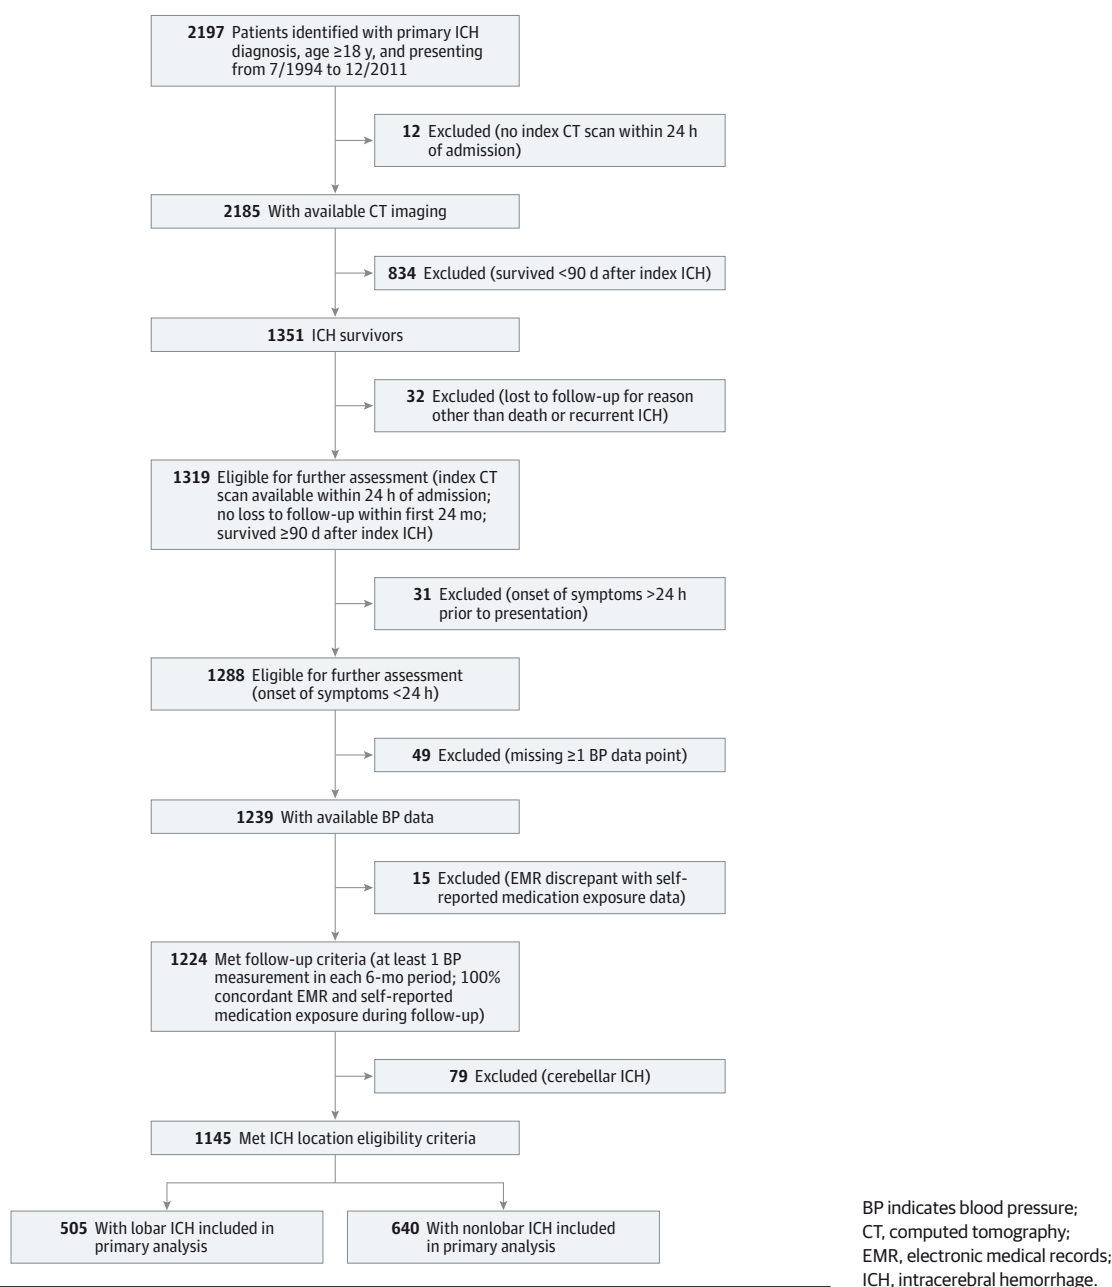 2197 Patients identified with primary ICH
diagnosis, age ≥18 y, and presenting
from 7/1994 to 12/2011
12 Excluded (no index CT scan within 24 h
of admission)
2185 With available CT imaging
834 Excluded (survived <90 d after index ICH)
1351 ICH survivors
32 Excluded (lost to follow-up for reason
other than death or recurrent ICH)
1319 Eligible for further assessment (index CT
scan available within 24 h of admission;
no loss to follow-up within first 24 mo;
survived ≥90 d after index ICH)
31 Excluded (onset of symptoms >24 h
prior to presentation)
1288 Eligible for further assessment
(onset of symptoms <24 h)
49 Excluded (missing ≥1 BP data point)
1239 With available BP data
15 Excluded (EMR discrepant with self-
reported medication exposure data)
1224 Met follow-up criteria (at least 1 BP
measurement in each 6-mo period; 100%
concordant EMR and self-reported
medication exposure during follow-up)
79 Excluded (cerebellar ICH)
1145 Met ICH location eligibility criteria
505 With lobar ICH included in
primary analysis
640 With nonlobar ICH included
in primary analysis
BP indicates blood pressure;
CT, computed tomography;
EMR, electronic medical records;
ICH, intracerebral hemorrhage.